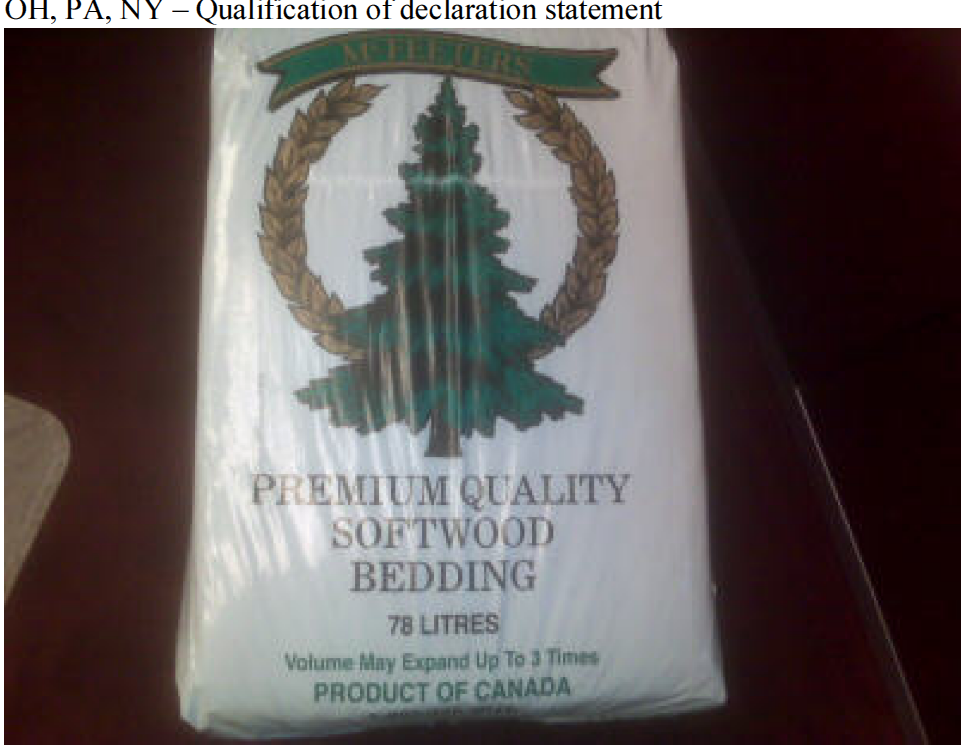 OH, PA, NY – Qualification of declaration statement
MCFEETERS
PREMIUM QUALITY
SOFTWOOD
BEDDING
78 LITRES
Volume May Expand Up To 3 Times
PRODUCT OF CANADA